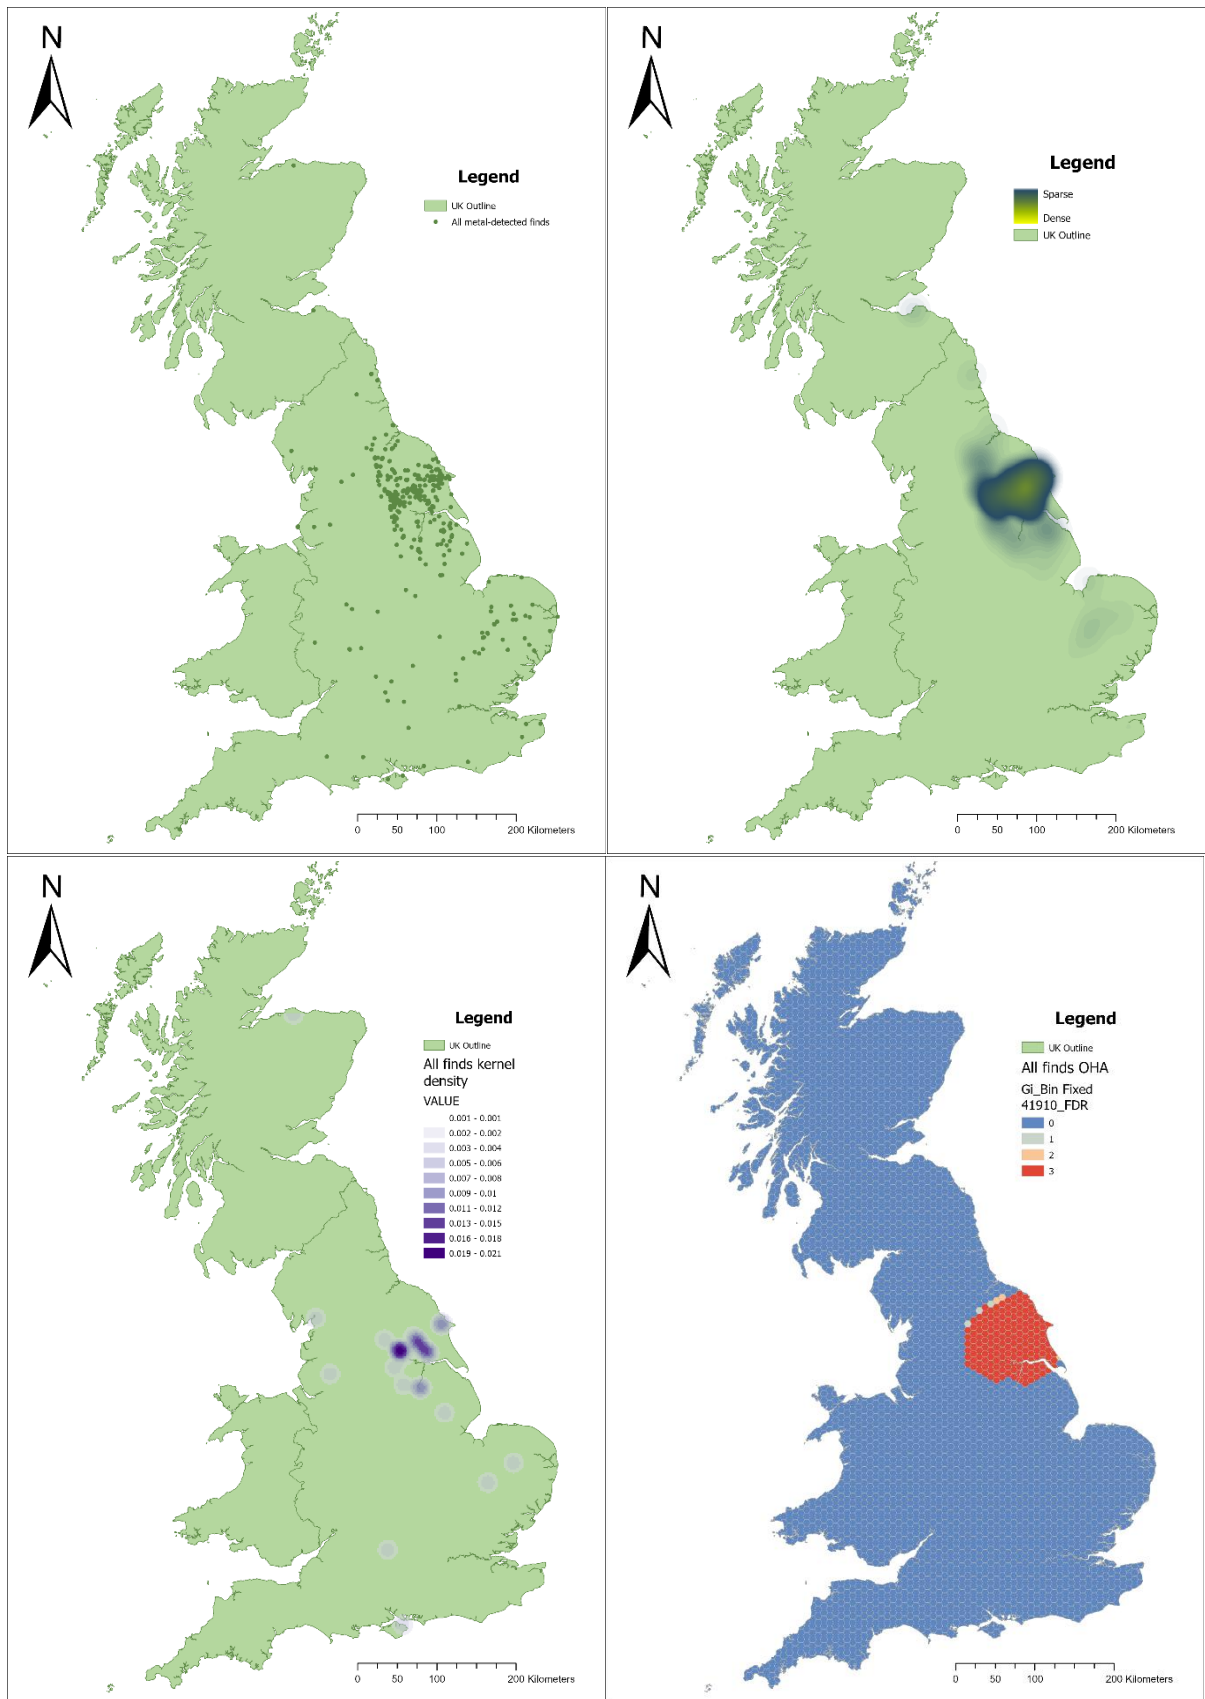 N
Legend
UK Outline
All metal-detected finds
0 50 100 200 Kilometers
N
Legend
Sparse
Dense
UK Outline
0 50 100 200 Kilometers
N
Legend
UK Outline
All finds kernel
density
VALUE
0.001 - 0.001
0.002 - 0.002
0.003 - 0.004
0.005 - 0.006
0.007 - 0.008
0.009 - 0.01
0.011 - 0.012
0.013 - 0.015
0.016 - 0.018
0.019 - 0.021
0 50 100 200 Kilometers
N
Legend
UK Outline
All finds OHA
Gi_Bin Fixed
41910_FDR
0
1
2
3
0 50 100 200 Kilometers